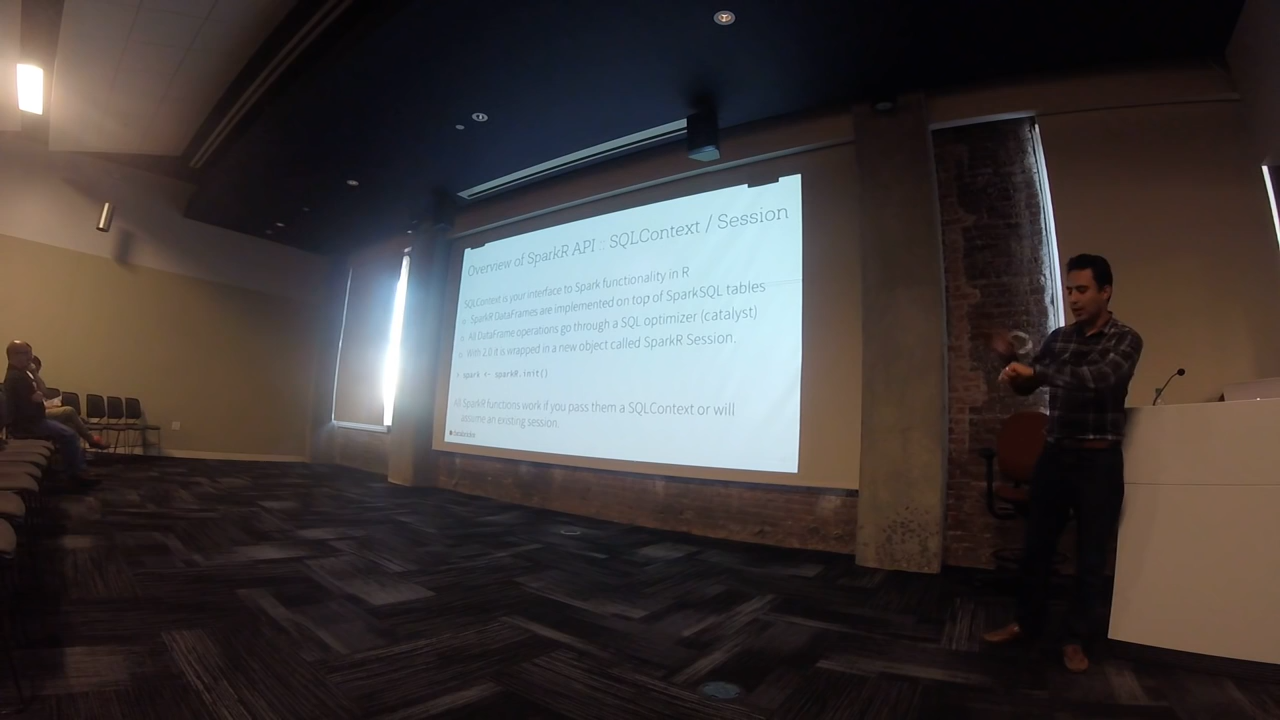 Overview of SparkR API :: SQLContext / Session
SQLContext is your interface to Spark functionality in R
o SparkR DataFrames are implemented on top of SparkSQL tables
o All DataFrame operations go through a SQL optimizer (catalyst)
o With 2.0 it is wrapped in a new object called SparkR Session.
> spark <- sparkR.init()
All SparkR functions work if you pass them a SQLContext or will
assume an existing session.